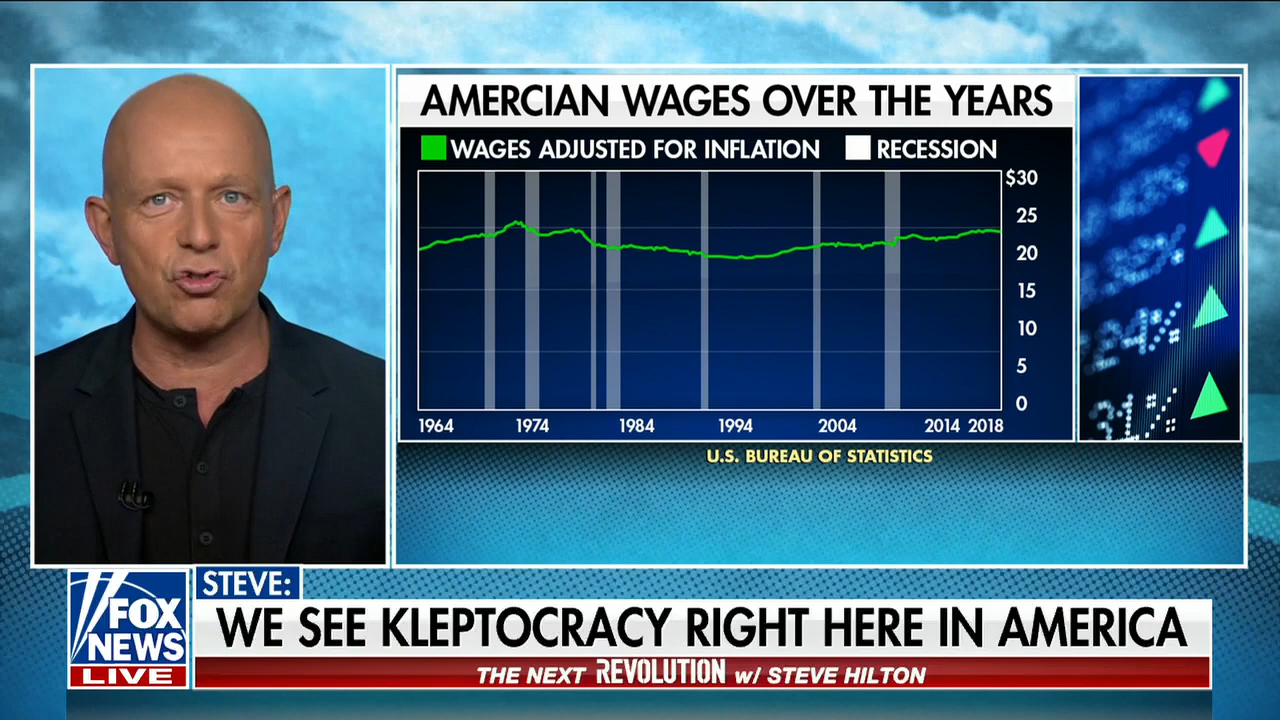 AMERCIAN WAGES OVER THE YEARS
WAGES ADJUSTED FOR INFLATION RECESSION
$30
25
20
15
10
5
0
1964 1974 1984 1994 2004 2014 2018
U.S. BUREAU OF STATISTICS
STEVE:
WE SEE KLEPTOCRACY RIGHT HERE IN AMERICA
FOX
NEWS
LIVE
THE NEXT REVOLUTION w/ STEVE HILTON